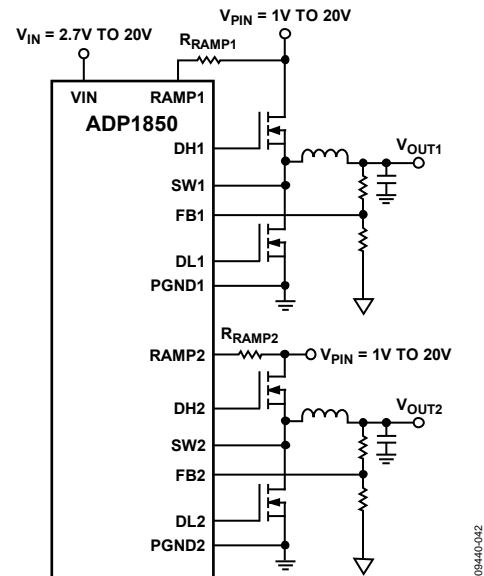 V_PIN = 1V TO 20V
V_IN = 2.7V TO 20V
R_RAMP1
VIN
RAMP1
ADP1850
DH1
V_OUT1
SW1
FB1
DL1
PGND1
R_RAMP2
RAMP2
V_PIN = 1V TO 20V
DH2
V_OUT2
SW2
FB2
DL2
PGND2
09440-042